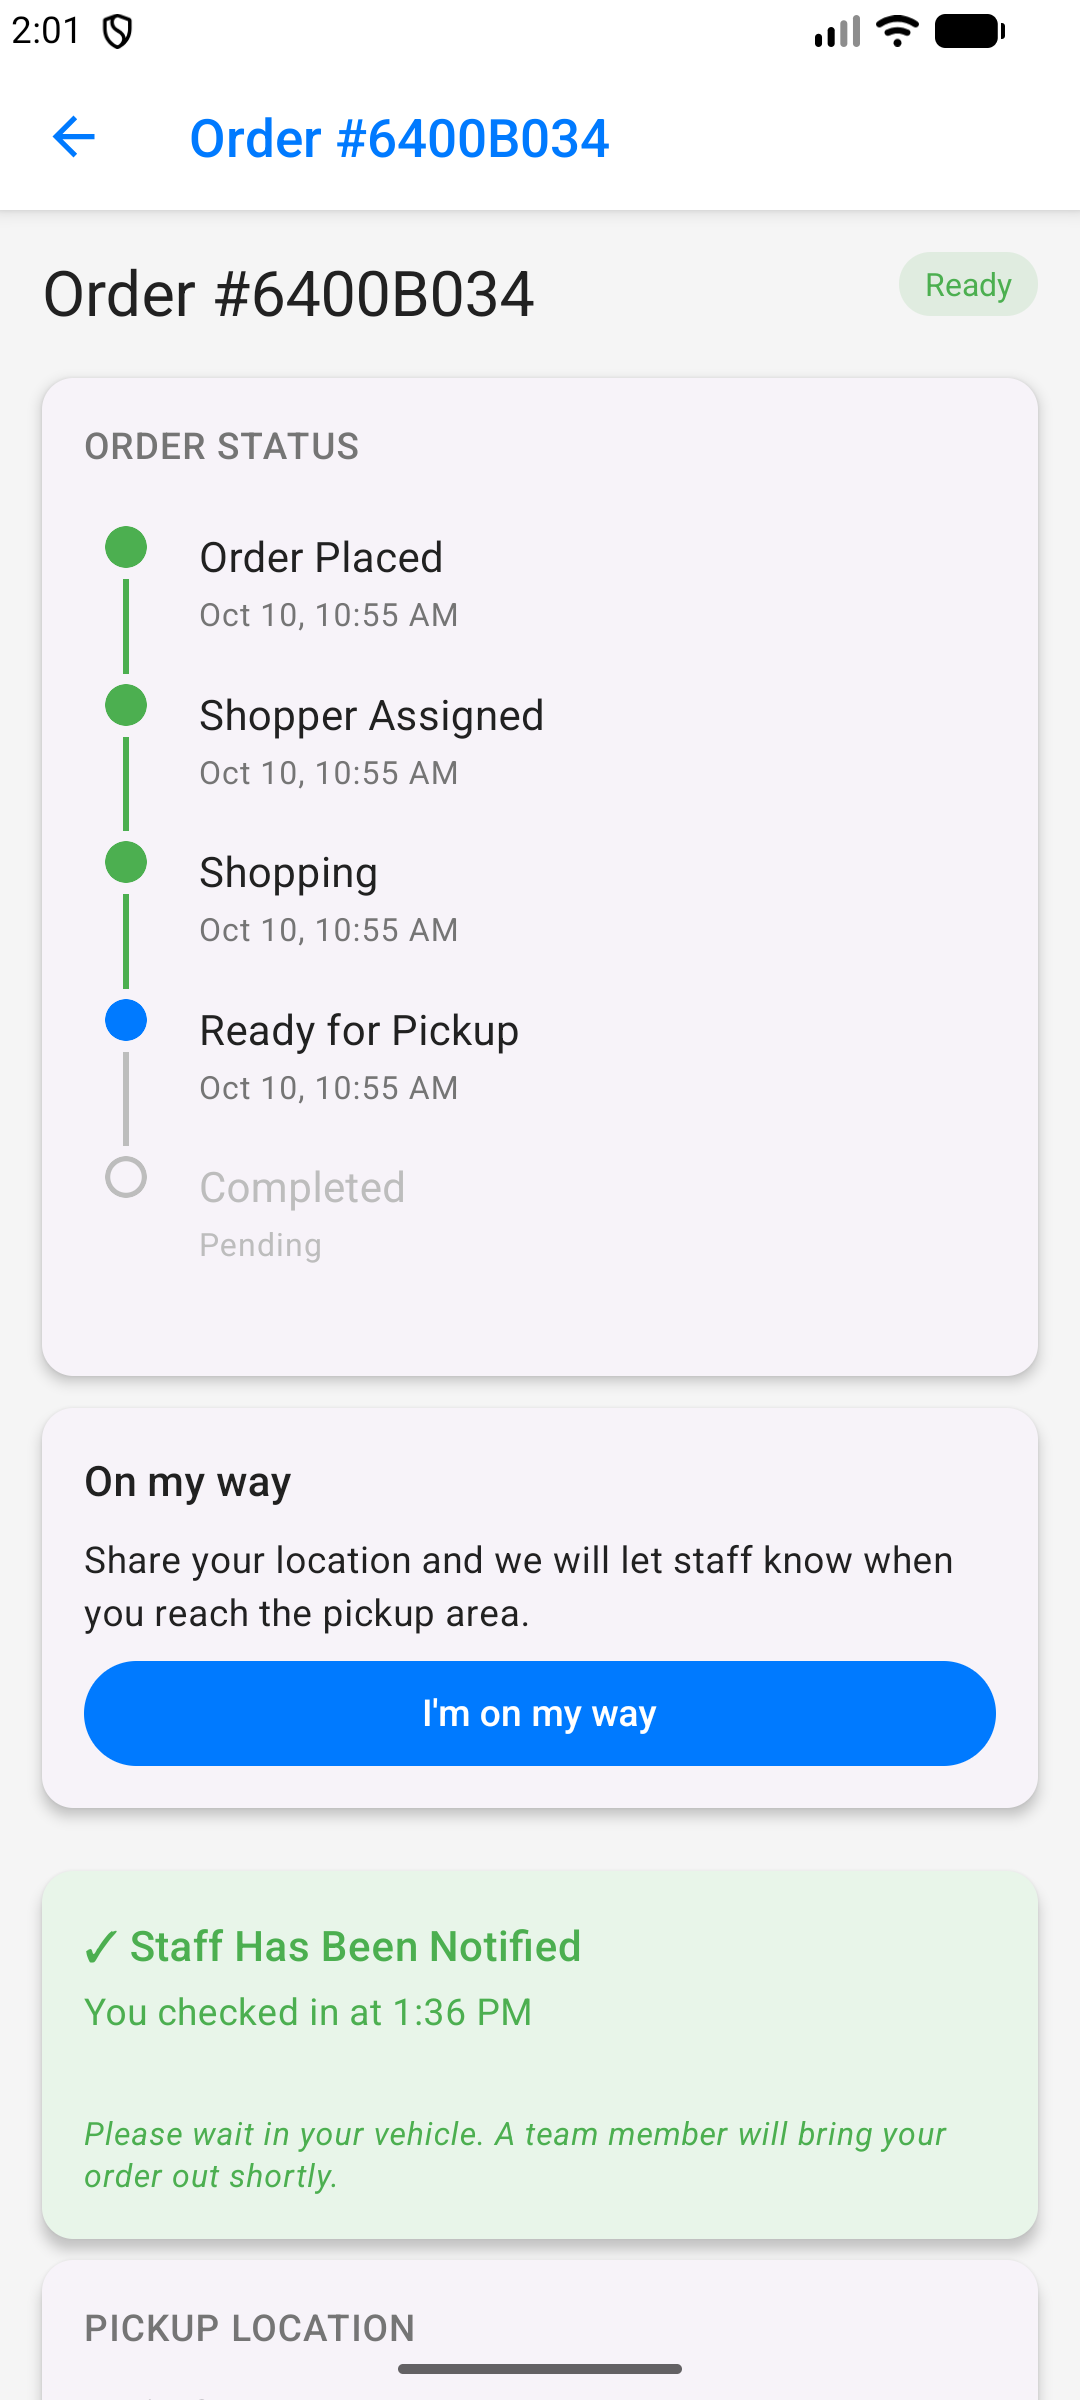 2:01
Order #6400B034
Order #6400B034
Ready
ORDER STATUS
Order Placed
Oct 10, 10:55 AM
Shopper Assigned
Oct 10, 10:55 AM
Shopping
Oct 10, 10:55 AM
Ready for Pickup
Oct 10, 10:55 AM
Completed
Pending
On my way
Share your location and we will let staff know when
you reach the pickup area.
I'm on my way
✓ Staff Has Been Notified
You checked in at 1:36 PM
Please wait in your vehicle. A team member will bring your
order out shortly.
PICKUP LOCATION